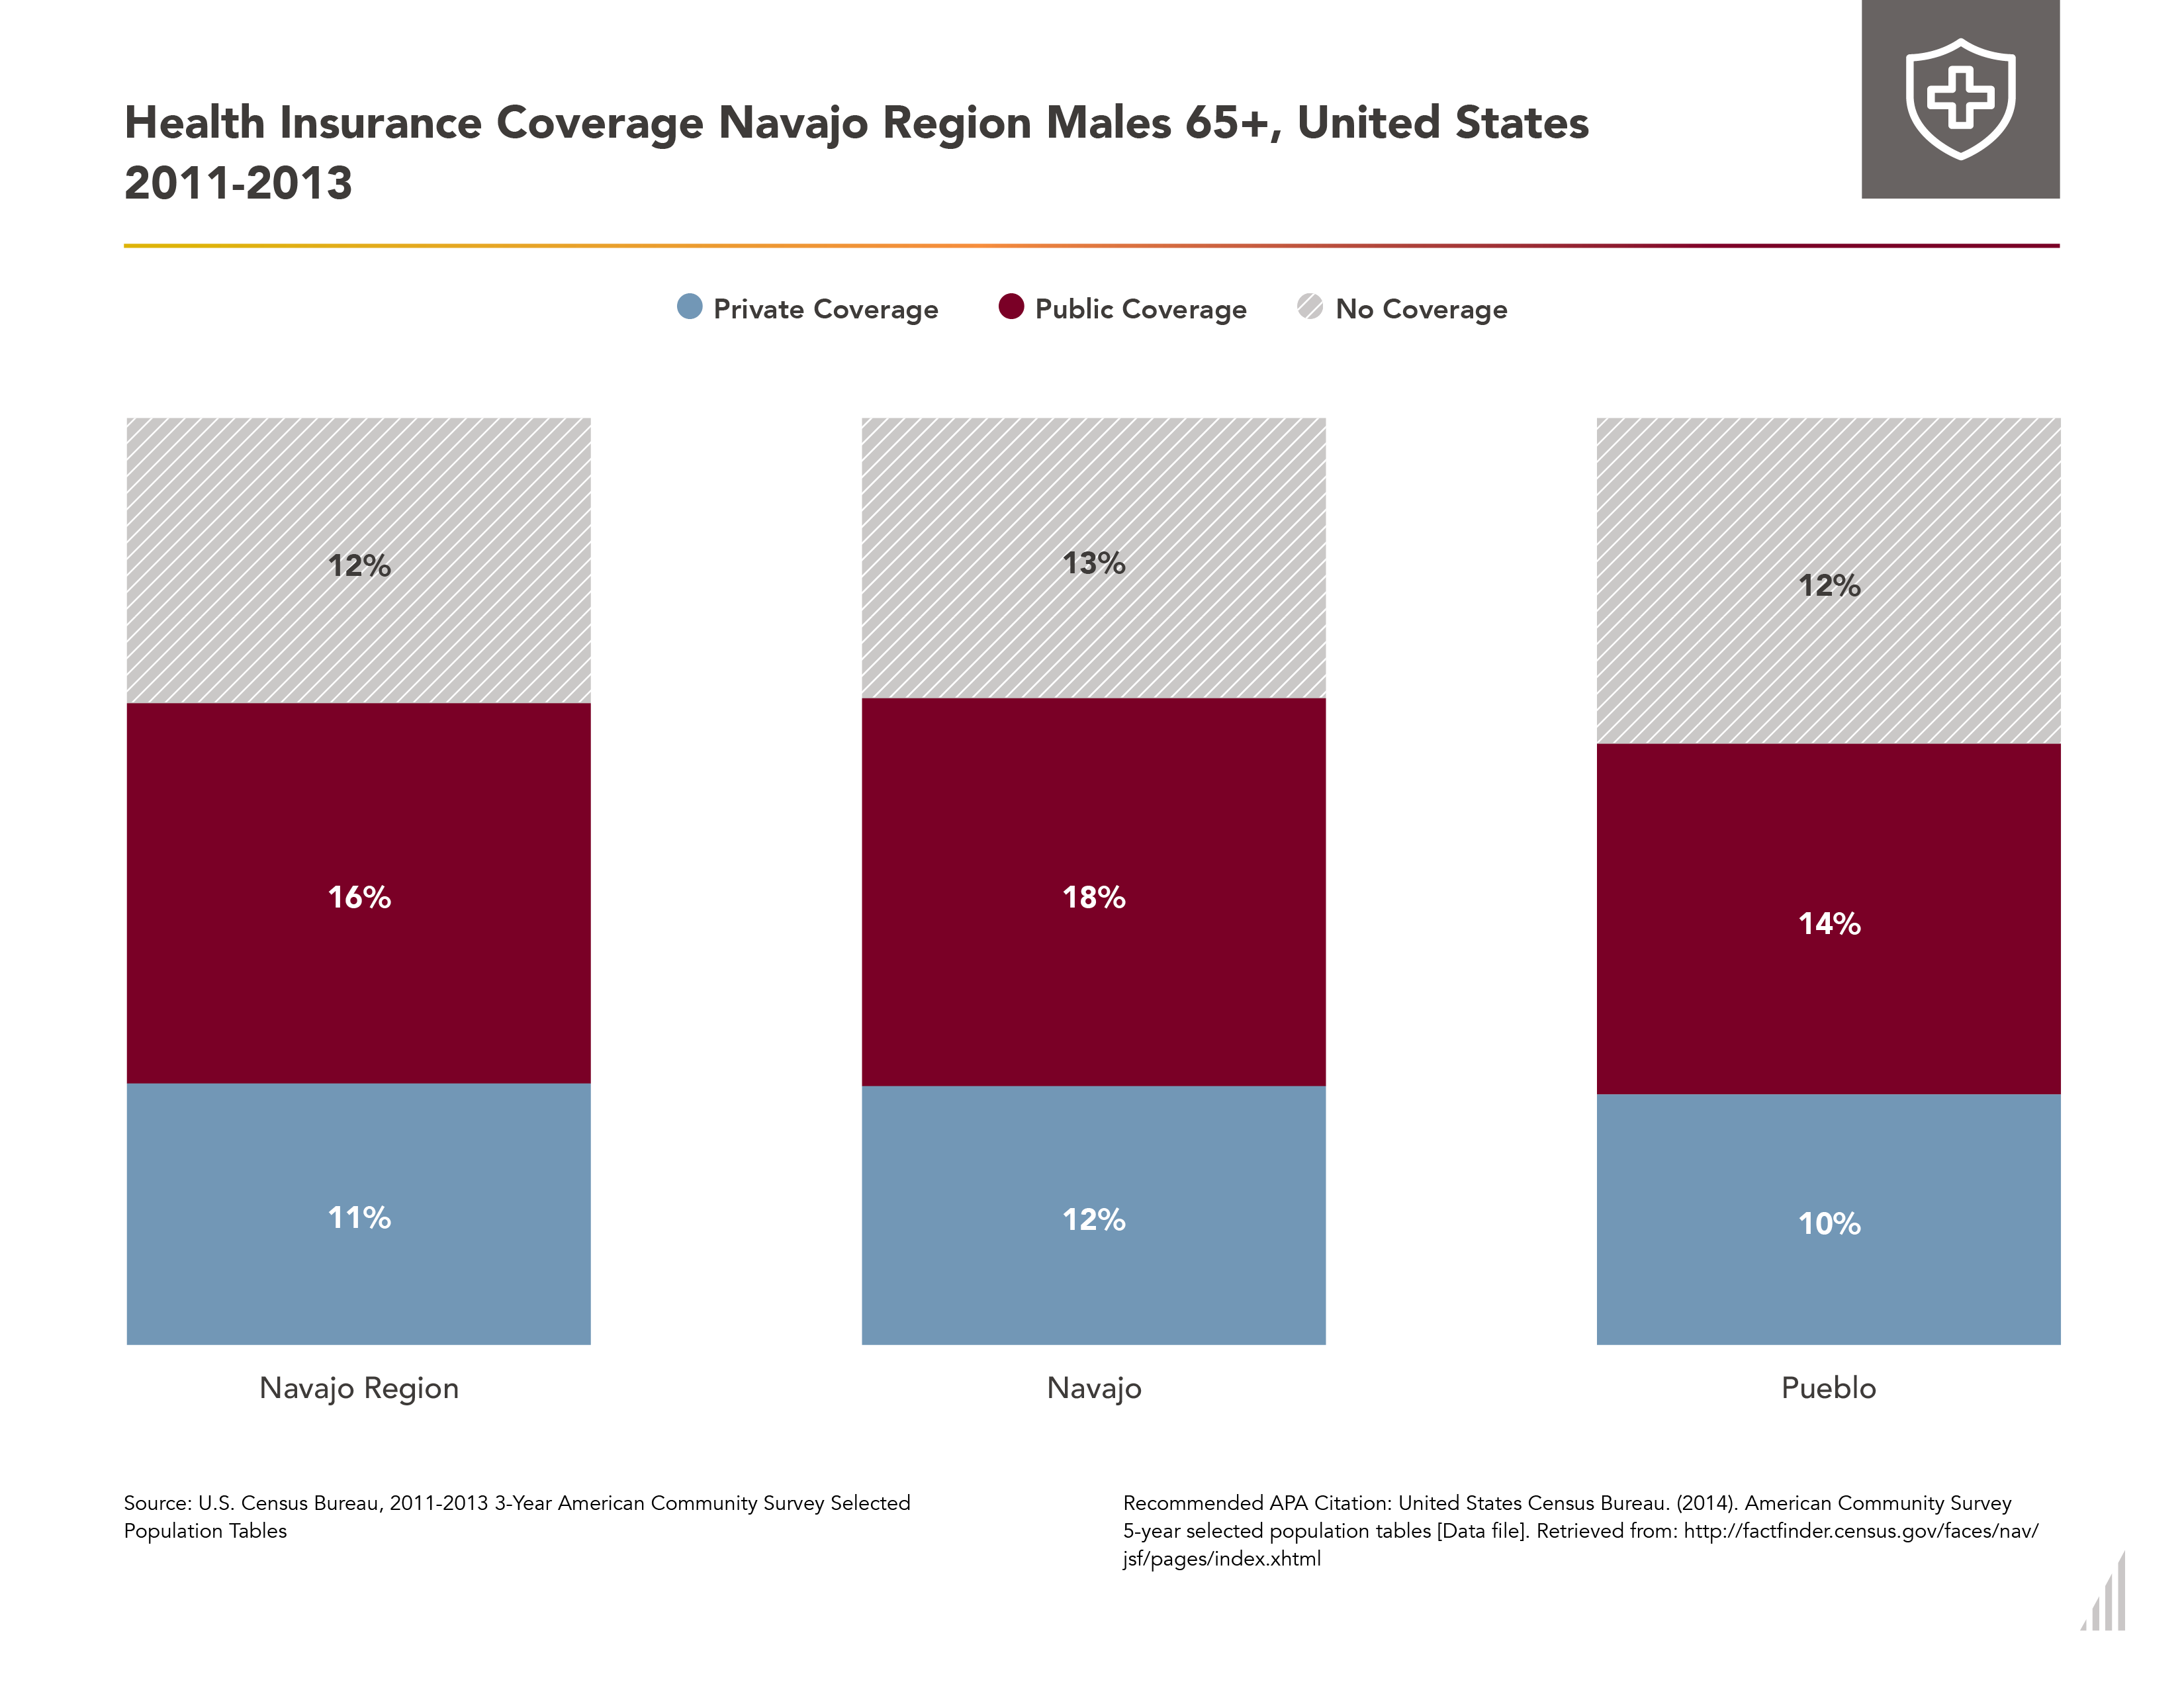 Health Insurance Coverage Navajo Region Males 65+, United States
2011-2013
Private Coverage
Public Coverage
No Coverage
12%
13%
12%
16%
18%
14%
11%
12%
10%
Navajo Region
Navajo
Pueblo
Source: U.S. Census Bureau, 2011-2013 3-Year American Community Survey Selected
Population Tables
Recommended APA Citation: United States Census Bureau. (2014). American Community Survey
5-year selected population tables [Data file]. Retrieved from: http://factfinder.census.gov/faces/nav/
jsf/pages/index.xhtml